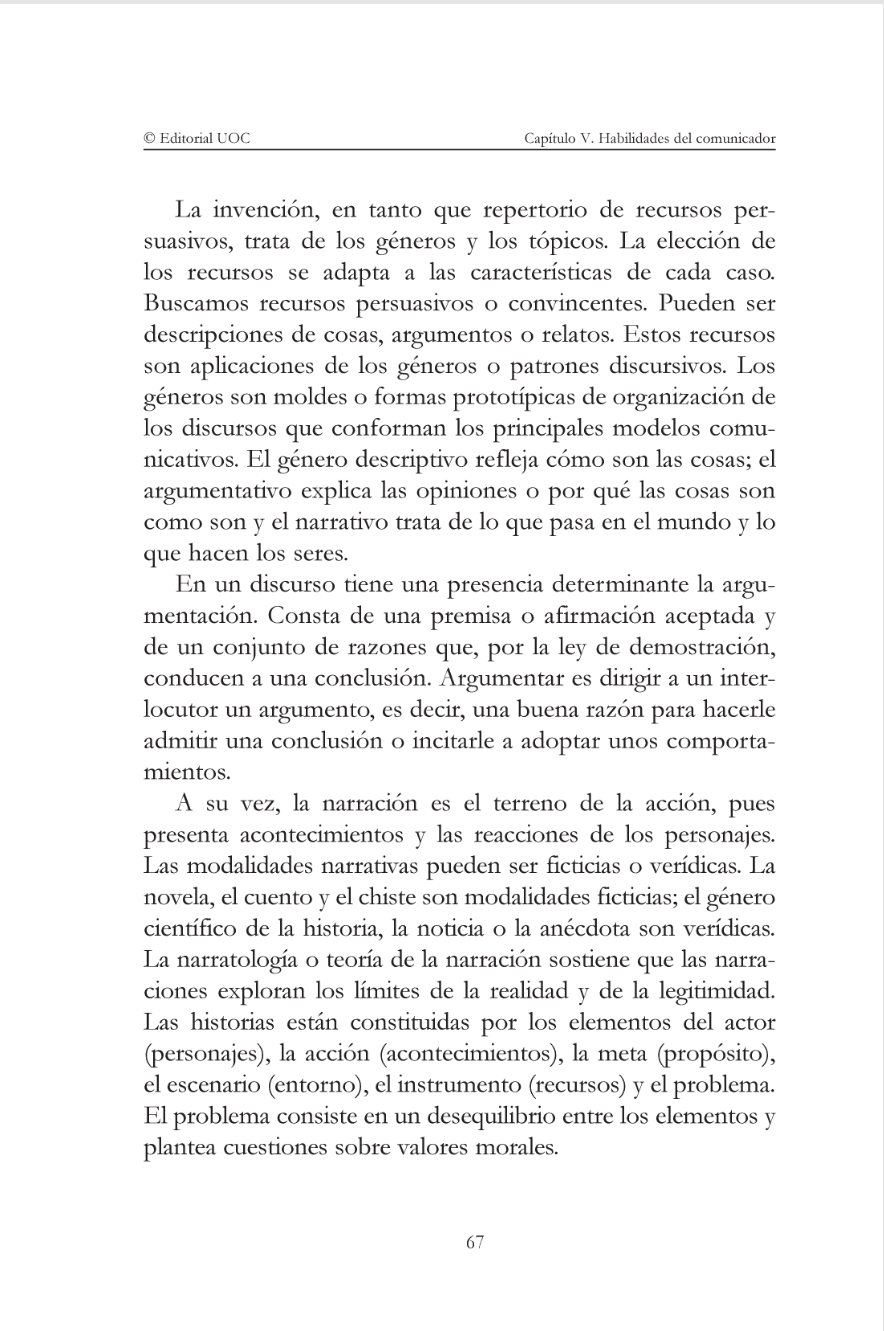 © Editorial UOC
Capítulo V. Habilidades del comunicador
La invención, en tanto que repertorio de recursos per-
suasivos, trata de los géneros y los tópicos. La elección de
los recursos se adapta a las características de cada caso.
Buscamos recursos persuasivos o convincentes. Pueden ser
descripciones de cosas, argumentos o relatos. Estos recursos
son aplicaciones de los géneros o patrones discursivos. Los
géneros son moldes o formas prototípicas de organización de
los discursos que conforman los principales modelos comu-
nicativos. El género descriptivo refleja cómo son las cosas; el
argumentativo explica las opiniones o por qué las cosas son
como son y el narrativo trata de lo que pasa en el mundo y lo
que hacen los seres.
En un discurso tiene una presencia determinante la argu-
mentación. Consta de una premisa o afirmación aceptada y
de un conjunto de razones que, por la ley de demostración,
conducen a una conclusión. Argumentar es dirigir a un inter-
locutor un argumento, es decir, una buena razón para hacerle
admitir una conclusión o incitarle a adoptar unos comporta-
mientos.
A su vez, la narración es el terreno de la acción, pues
presenta acontecimientos y las reacciones de los personajes.
Las modalidades narrativas pueden ser ficticias o verídicas. La
novela, el cuento y el chiste son modalidades ficticias; el género
científico de la historia, la noticia o la anécdota son verídicas.
La narratología o teoría de la narración sostiene que las narra-
ciones exploran los límites de la realidad y de la legitimidad.
Las historias están constituidas por los elementos del actor
(personajes), la acción (acontecimientos), la meta (propósito),
el escenario (entorno), el instrumento (recursos) y el problema.
El problema consiste en un desequilibrio entre los elementos y
plantea cuestiones sobre valores morales.
67